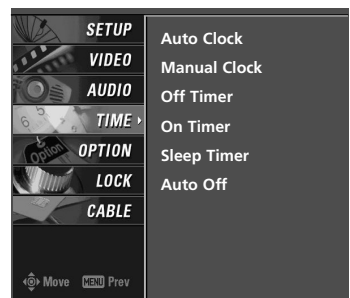 SETUP
VIDEO
AUDIO
TIME
OPTION
LOCK
CABLE
Move MENU Prev
Auto Clock
Manual Clock
Off Timer
On Timer
Sleep Timer
Auto Off